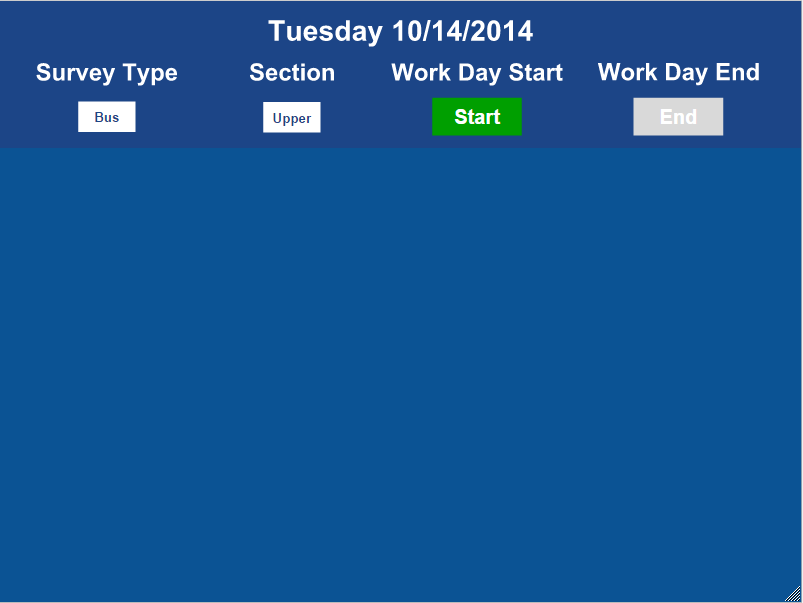 Tuesday 10/14/2014
Survey Type Section Work Day Start Work Day End
Bus Upper Start End